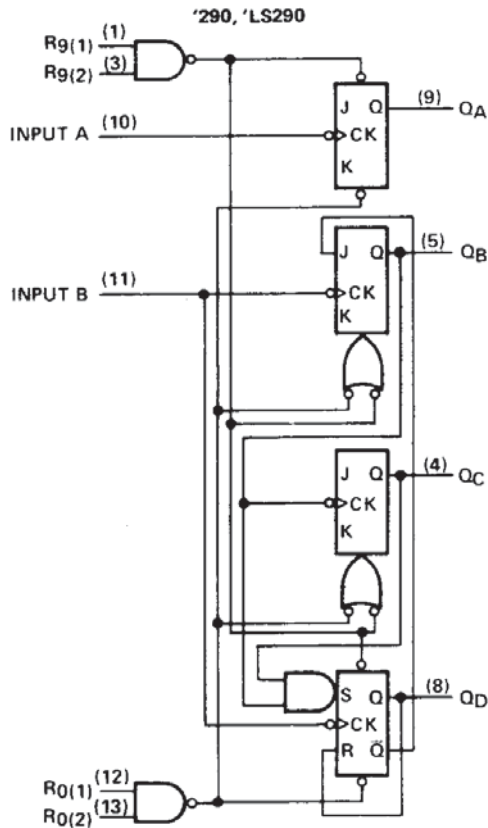 '290, 'LS290
R9(1) (1)
R9(2) (3)
J Q (9) QA
INPUT A (10) CK
K
J Q (5) QB
INPUT B (11) CK
K
J Q (4) QC
CK
K
S Q (8) QD
CK
R Q̅
R0(1) (12)
R0(2) (13)